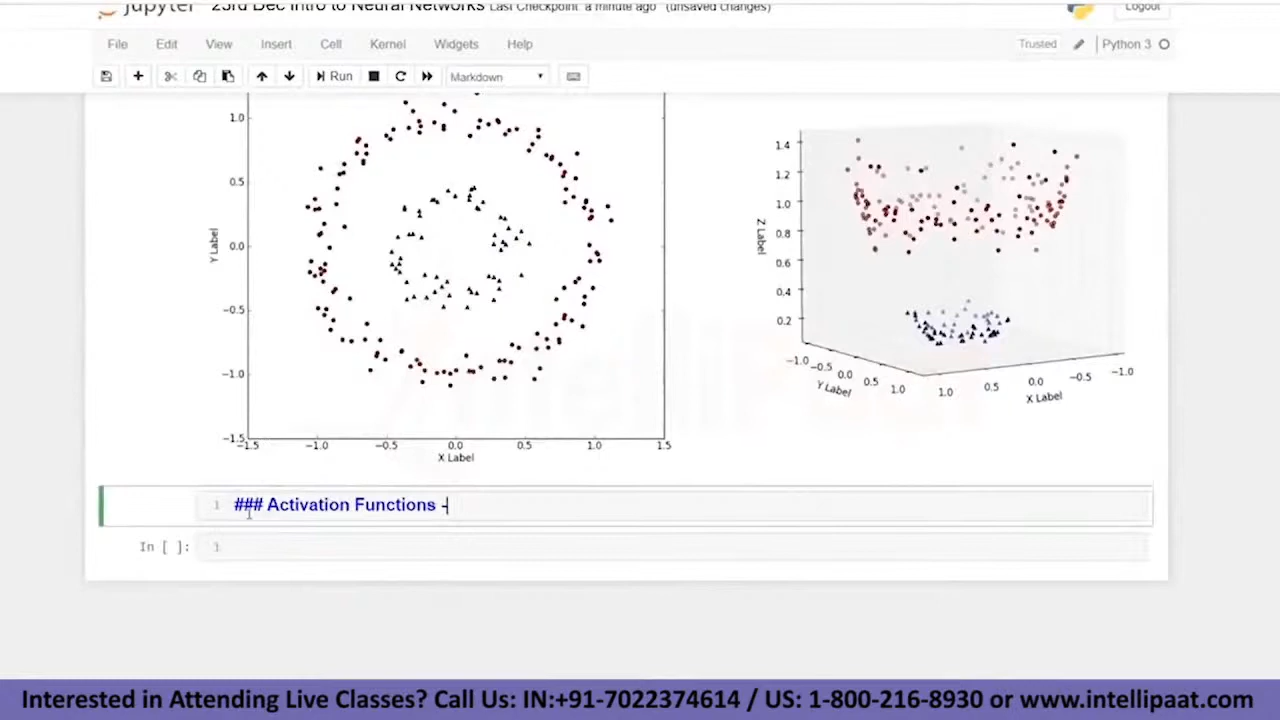 jupyter 23rd Dec Intro to Neural Networks Last Checkpoint a minute ago (unsaved changes) Logout
File Edit View Insert Cell Kernel Widgets Help Trusted Python 3
Run Markdown
1.0
0.5
0.0
−0.5
−1.0
−1.5
Y Label
−1.5 −1.0 −0.5 0.0 0.5 1.0 1.5
X Label
1.4
1.2
1.0
0.8
0.6
0.4
0.2
Z Label
−1.0 −0.5 0.0 0.5 1.0
Y Label
1.0 0.5 0.0 −0.5 −1.0
X Label
1 ### Activation Functions -
In [ ]: 1
Interested in Attending Live Classes? Call Us: IN:+91-7022374614 / US: 1-800-216-8930 or www.intellipaat.com